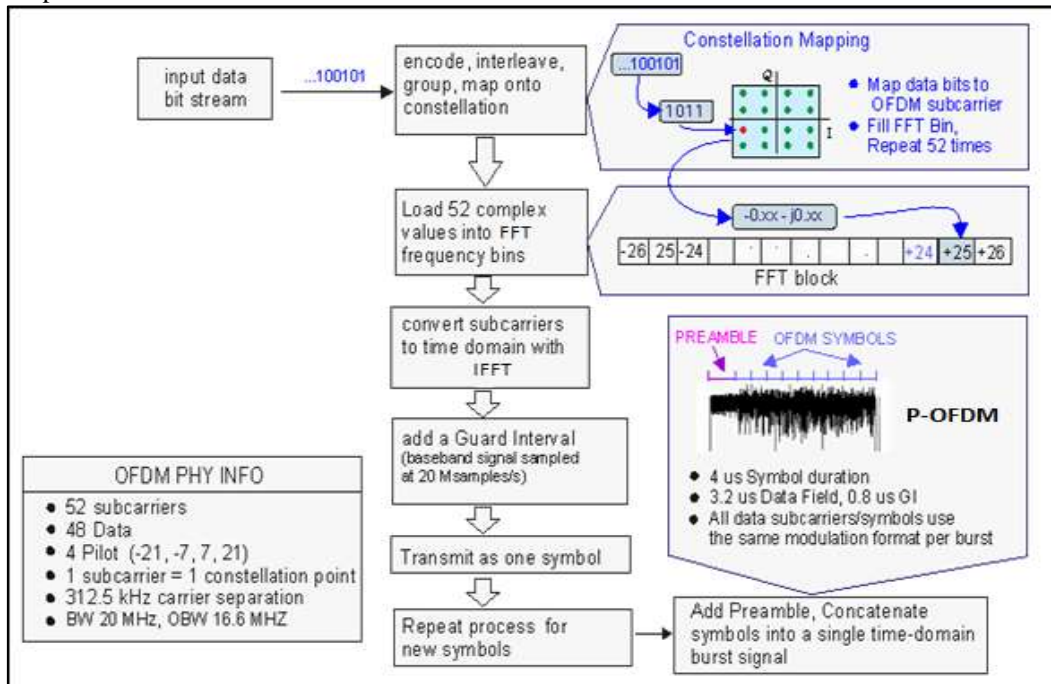 input data
bit stream
...100101
encode, interleave,
group, map onto
constellation
Constellation Mapping
...100101
1011
Q
I
Map data bits to
OFDM subcarrier
Fill FFT Bin,
Repeat 52 times
Load 52 complex
values into FFT
frequency bins
-0.xx - j0.xx
-26 25 -24 . . . . . +24 +25 +26
FFT block
convert subcarriers
to time domain with
IFFT
PREAMBLE OFDM SYMBOLS
P-OFDM
4 us Symbol duration
3.2 us Data Field, 0.8 us GI
All data subcarriers/symbols use
the same modulation format per burst
add a Guard Interval
(baseband signal sampled
at 20 Msamples/s)
OFDM PHY INFO
52 subcarriers
48 Data
4 Pilot (-21, -7, 7, 21)
1 subcarrier = 1 constellation point
312.5 kHz carrier separation
BW 20 MHz, OBW 16.6 MHZ
Transmit as one symbol
Repeat process for
new symbols
Add Preamble, Concatenate
symbols into a single time-domain
burst signal